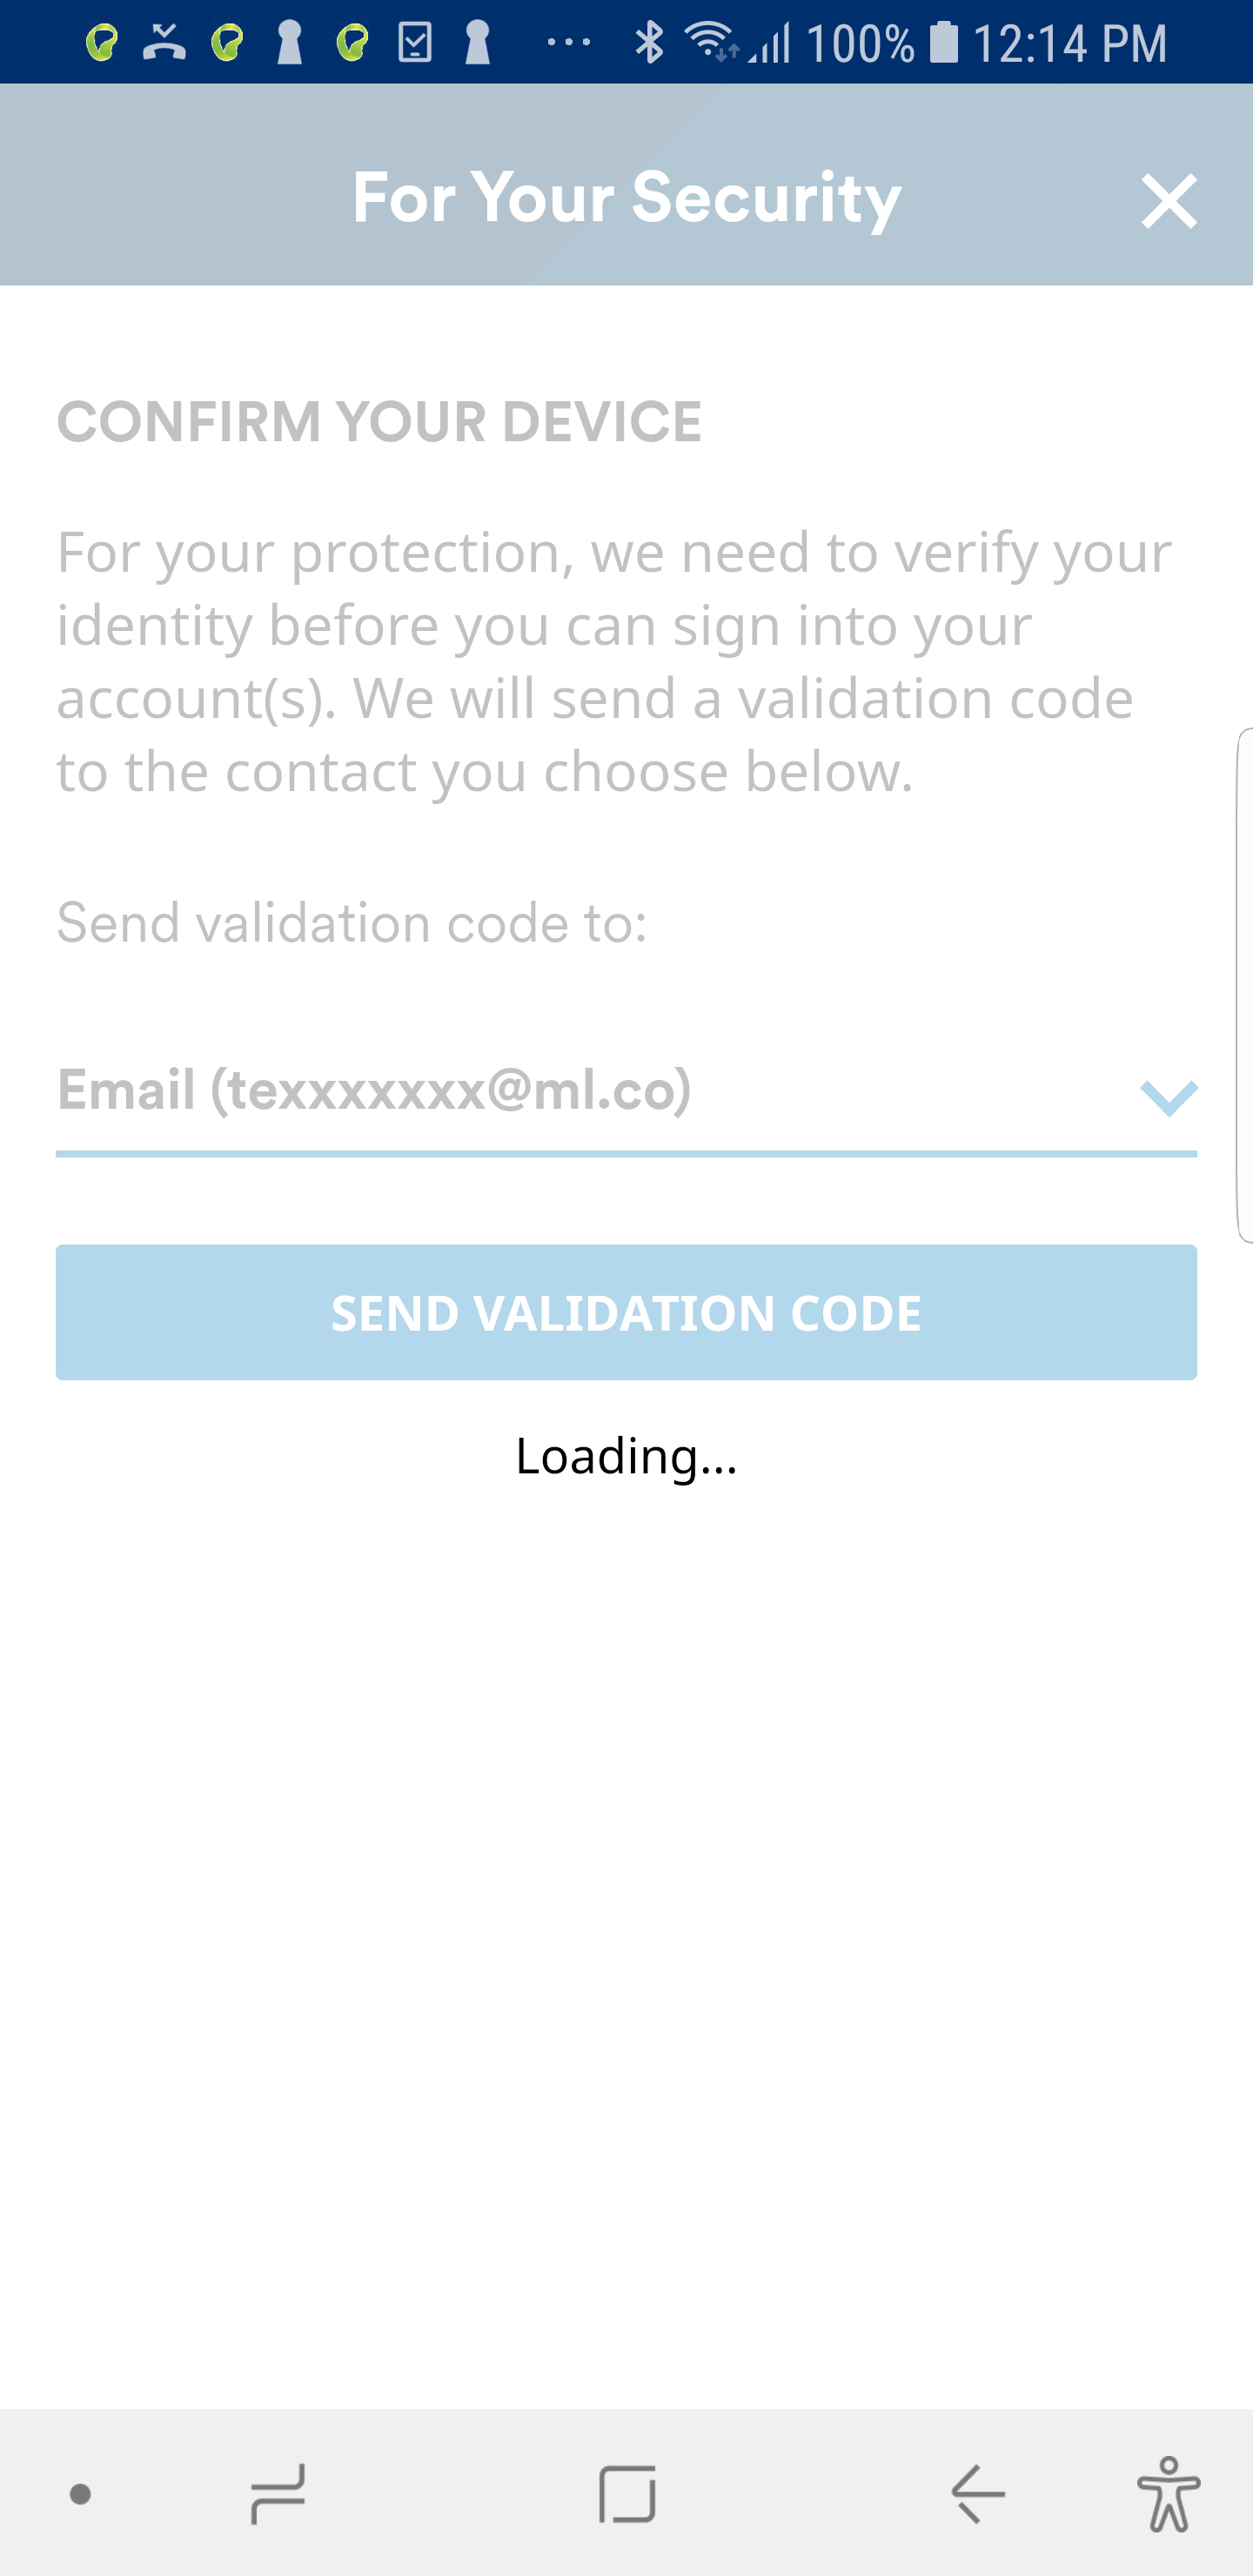 100% 12:14 PM
For Your Security
CONFIRM YOUR DEVICE
For your protection, we need to verify your
identity before you can sign into your
account(s). We will send a validation code
to the contact you choose below.
Send validation code to:
Email (texxxxxxx@ml.co)
SEND VALIDATION CODE
Loading...